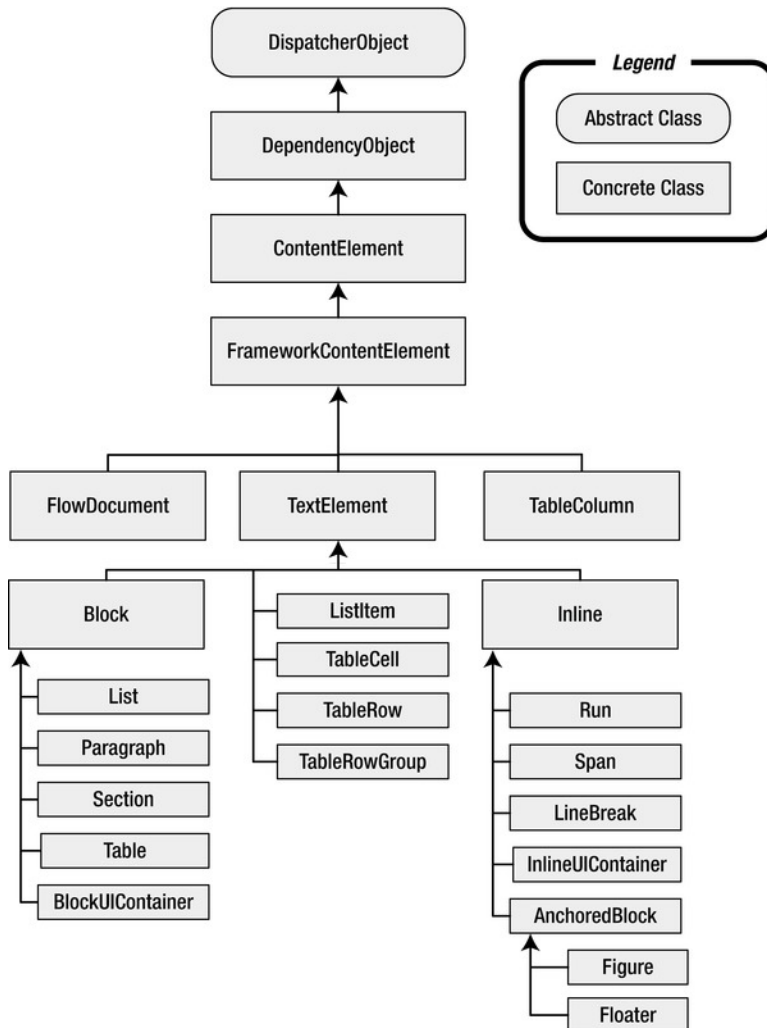 DispatcherObject
Legend
Abstract Class
DependencyObject
Concrete Class
ContentElement
FrameworkContentElement
FlowDocument
TextElement
TableColumn
Block
ListItem
Inline
TableCell
List
TableRow
Run
Paragraph
TableRowGroup
Span
Section
LineBreak
Table
InlineUIContainer
BlockUIContainer
AnchoredBlock
Figure
Floater